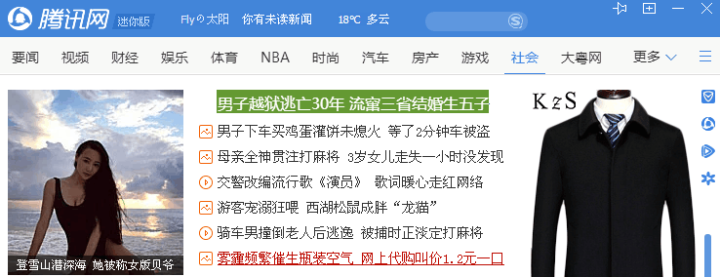 腾讯网 迷你版 Flyの太阳 你有未读新闻 18℃ 多云
要闻 视频 财经 娱乐 体育 NBA 时尚 汽车 房产 游戏 社会 大粤网 更多
男子越狱逃亡30年 流窜三省结婚生五子
男子下车买鸡蛋灌饼未熄火 等了2分钟车被盗
母亲全神贯注打麻将 3岁女儿走失一小时没发现
交警改编流行歌《演员》 歌词暖心走红网络
游客宠溺狂喂 西湖松鼠成胖“龙猫”
骑车男撞倒老人后逃逸 被捕时正淡定打麻将
雾霾频繁催生瓶装空气 网上代购叫价1.2元一口
登雪山潜深海 她被称女版贝爷
KzS